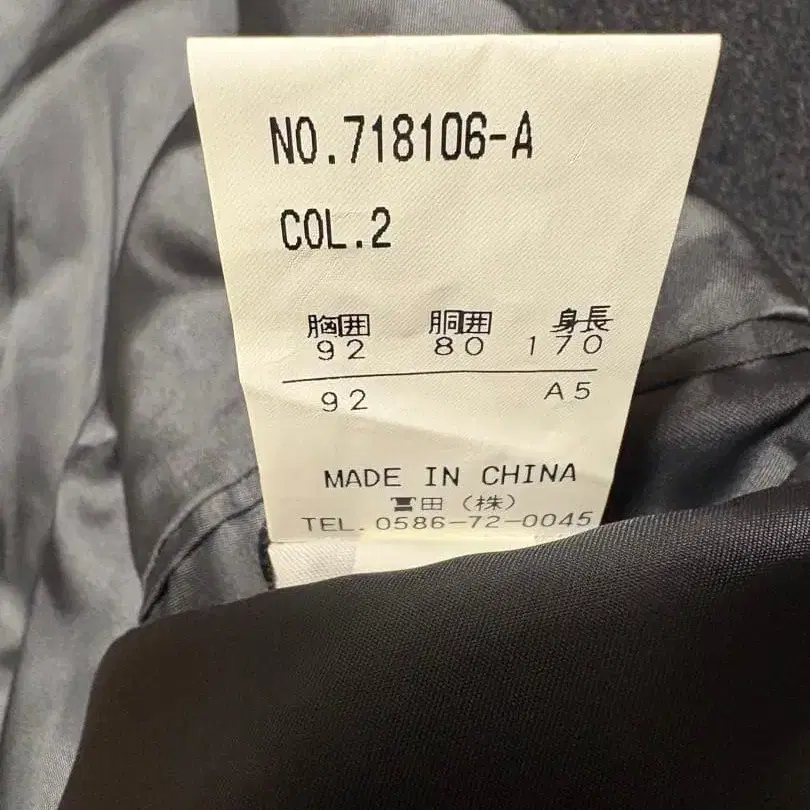 NO.718106-A
COL.2
胸囲 胴囲 身長
92 80 170
92 A5
MADE IN CHINA
冨田(株)
TEL.0586-72-0045